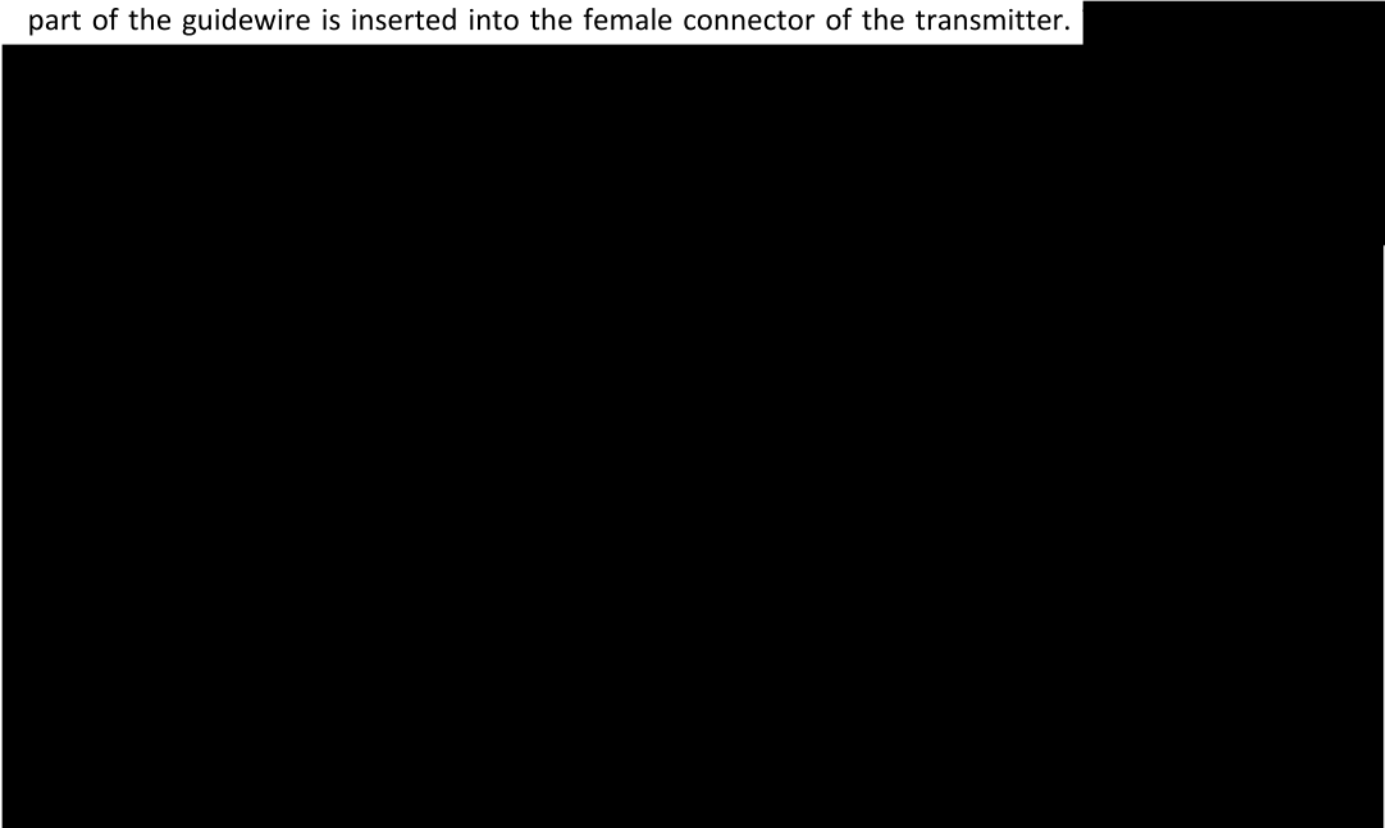 part of the guidewire is inserted into the female connector of the transmitter.